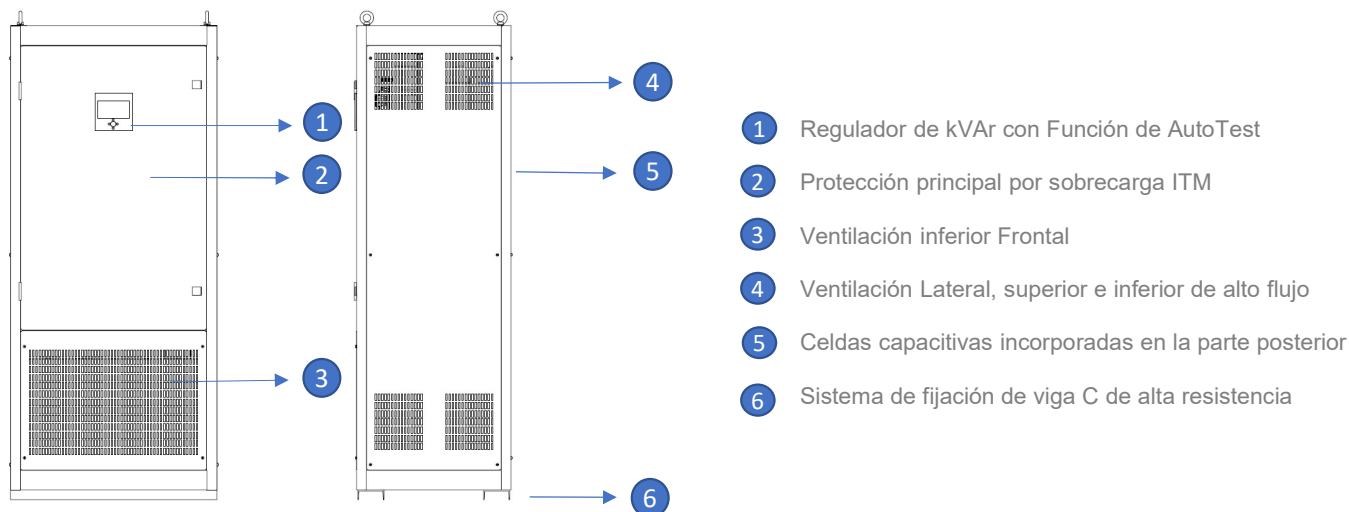 1
2
3
4
5
6
1 Regulador de kVAr con Función de AutoTest
2 Protección principal por sobrecarga ITM
3 Ventilación inferior Frontal
4 Ventilación Lateral, superior e inferior de alto flujo
5 Celdas capacitivas incorporadas en la parte posterior
6 Sistema de fijación de viga C de alta resistencia